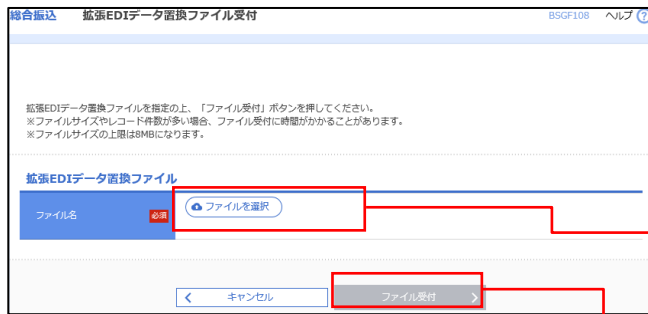 総合振込 拡張EDIデータ置換ファイル受付 BSGF108 ヘルプ ?
拡張EDIデータ置換ファイルを指定の上、「ファイル受付」ボタンを押してください。
※ファイルサイズやレコード件数が多い場合、ファイル受付に時間がかかることがあります。
※ファイルサイズの上限は8MBになります。
拡張EDIデータ置換ファイル
ファイル名 必須 ファイルを選択
キャンセル ファイル受付